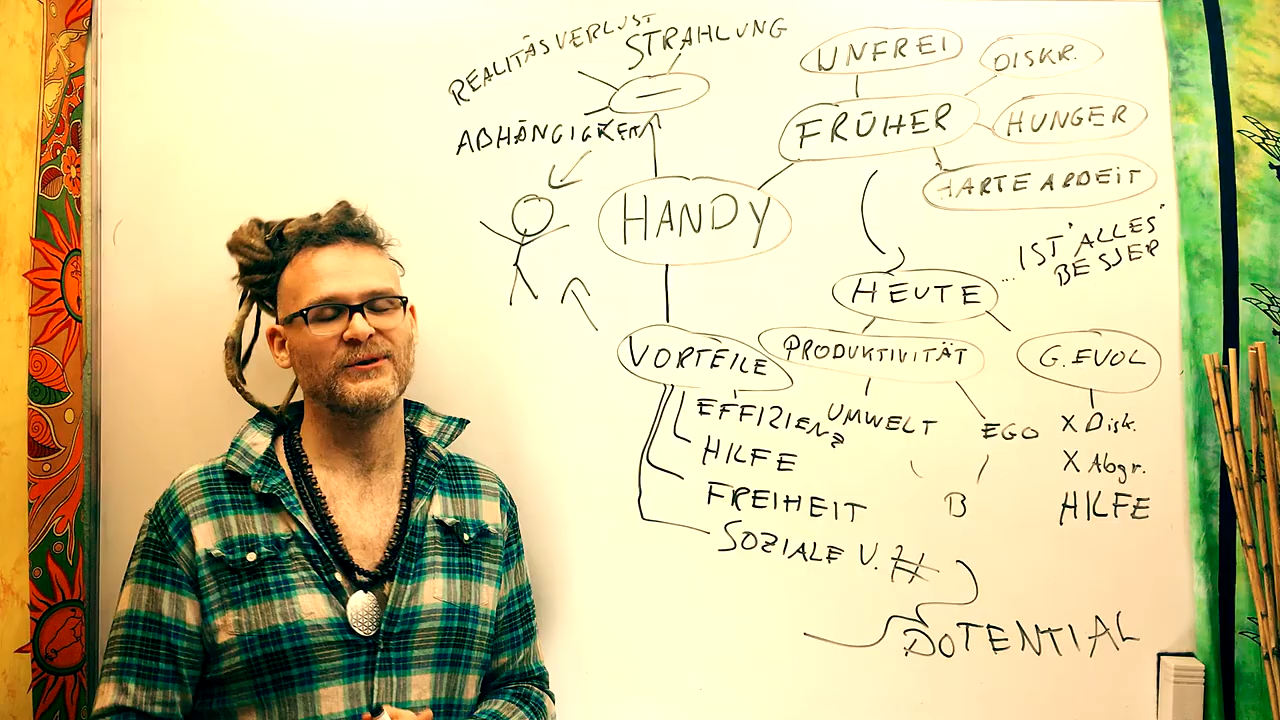 REALITÄSVERLUST
STRAHLUNG
ABHÄNGIGKEIT
HANDY
UNFREI
DISKR.
FRÜHER
HUNGER
HARTE ARBEIT
... IST "ALLES"
BESSER
HEUTE
VORTEILE
PRODUKTIVITÄT
G. EVOL
EFFIZIENZ
UMWELT
EGO
X Disk.
HILFE
X Abgr.
FREIHEIT
B
HILFE
SOZIALE V. #
POTENTIAL